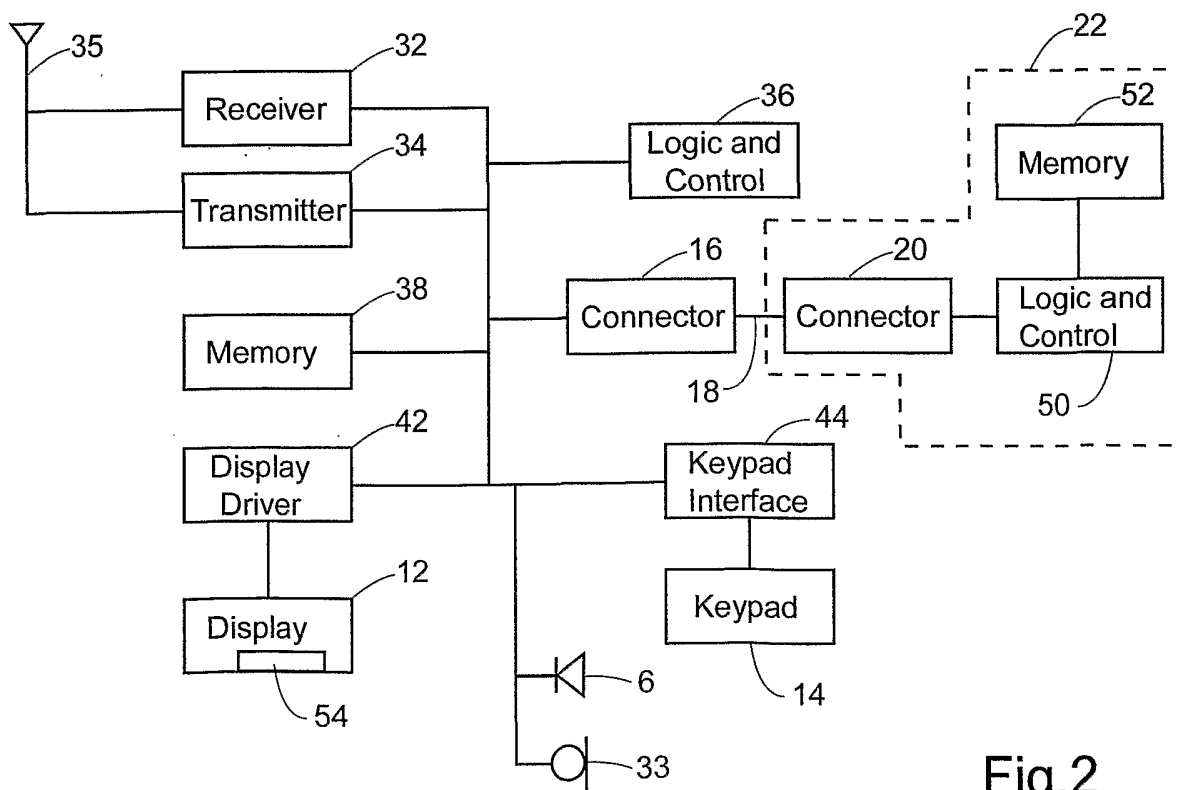 22
35
32
Receiver
36
Logic and
Control
52
Memory
34
Transmitter
16
Connector
20
Connector
Logic and
Control
38
Memory
18
50
42
Display
Driver
44
Keypad
Interface
12
Display
54
Keypad
14
6
33
Fig.2